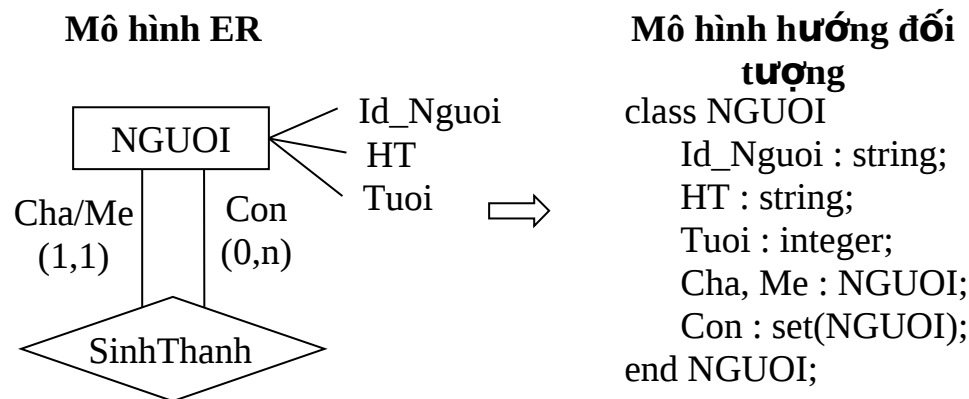 Mô hình ER
NGUOI
Id_Nguoi
HT
Tuoi
Cha/Me
(1,1)
Con
(0,n)
SinhThanh
Mô hình hướng đối
tượng
class NGUOI
Id_Nguoi : string;
HT : string;
Tuoi : integer;
Cha, Me : NGUOI;
Con : set(NGUOI);
end NGUOI;